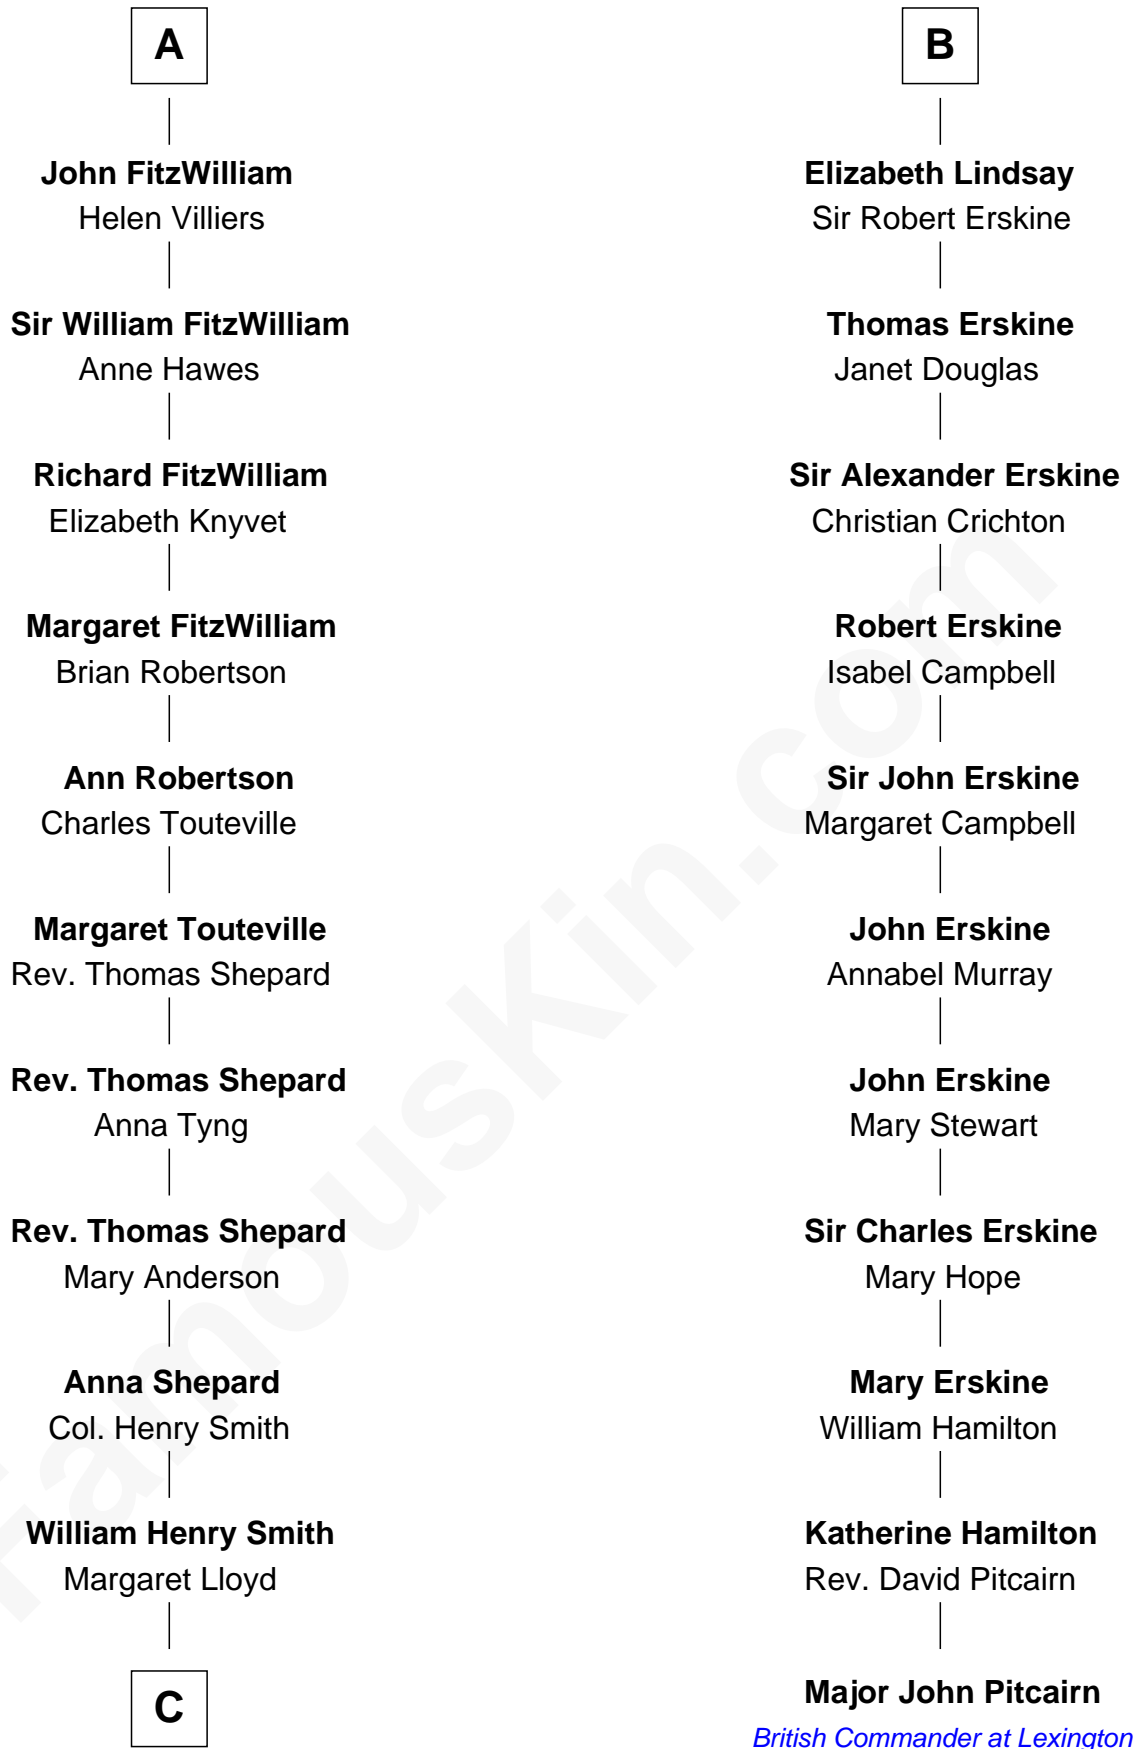 A
John FitzWilliam
Helen Villiers
Sir William FitzWilliam
Anne Hawes
Richard FitzWilliam
Elizabeth Knyvet
Margaret FitzWilliam
Brian Robertson
Ann Robertson
Charles Touteville
Margaret Touteville
Rev. Thomas Shepard
Rev. Thomas Shepard
Anna Tyng
Rev. Thomas Shepard
Mary Anderson
Anna Shepard
Col. Henry Smith
William Henry Smith
Margaret Lloyd
C
B
Elizabeth Lindsay
Sir Robert Erskine
Thomas Erskine
Janet Douglas
Sir Alexander Erskine
Christian Crichton
Robert Erskine
Isabel Campbell
Sir John Erskine
Margaret Campbell
John Erskine
Annabel Murray
John Erskine
Mary Stewart
Sir Charles Erskine
Mary Hope
Mary Erskine
William Hamilton
Katherine Hamilton
Rev. David Pitcairn
Major John Pitcairn
British Commander at Lexington
FamousKin.com